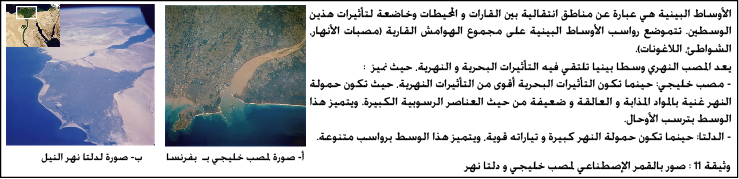 الأوساط البينية هي عبارة عن مناطق انتقالية بين القارات و المحيطات وخاضعة لتأثيرات هذين
الوسطين. تتموضع رواسب الأوساط البينية على مجموع الهوامش القارية (مصبات الأنهار،
الشواطئ، اللاغونات).
يعد المصب النهري وسطا بينيا تلتقي فيه التأثيرات البحرية و النهرية، حيث نميز :
- مصب خليجي: حينما تكون التأثيرات البحرية أقوى من التأثيرات النهرية، حيث تكون حمولة
النهر غنية بالمواد المذابة و العالقة و ضعيفة من حيث العناصر الرسوبية الكبيرة، ويتميز هذا
الوسط بترسب الأوحال.
- الدلتا: حينما تكون حمولة النهر كبيرة و تياراته قوية، ويتميز هذا الوسط برواسب متنوعة.
أ- صورة لمصب خليجي بـ بفرنسا
ب- صورة لدلتا نهر النيل
وثيقة 11 : صور بالقمر الإصطناعي لمصب خليجي و دلتا نهر